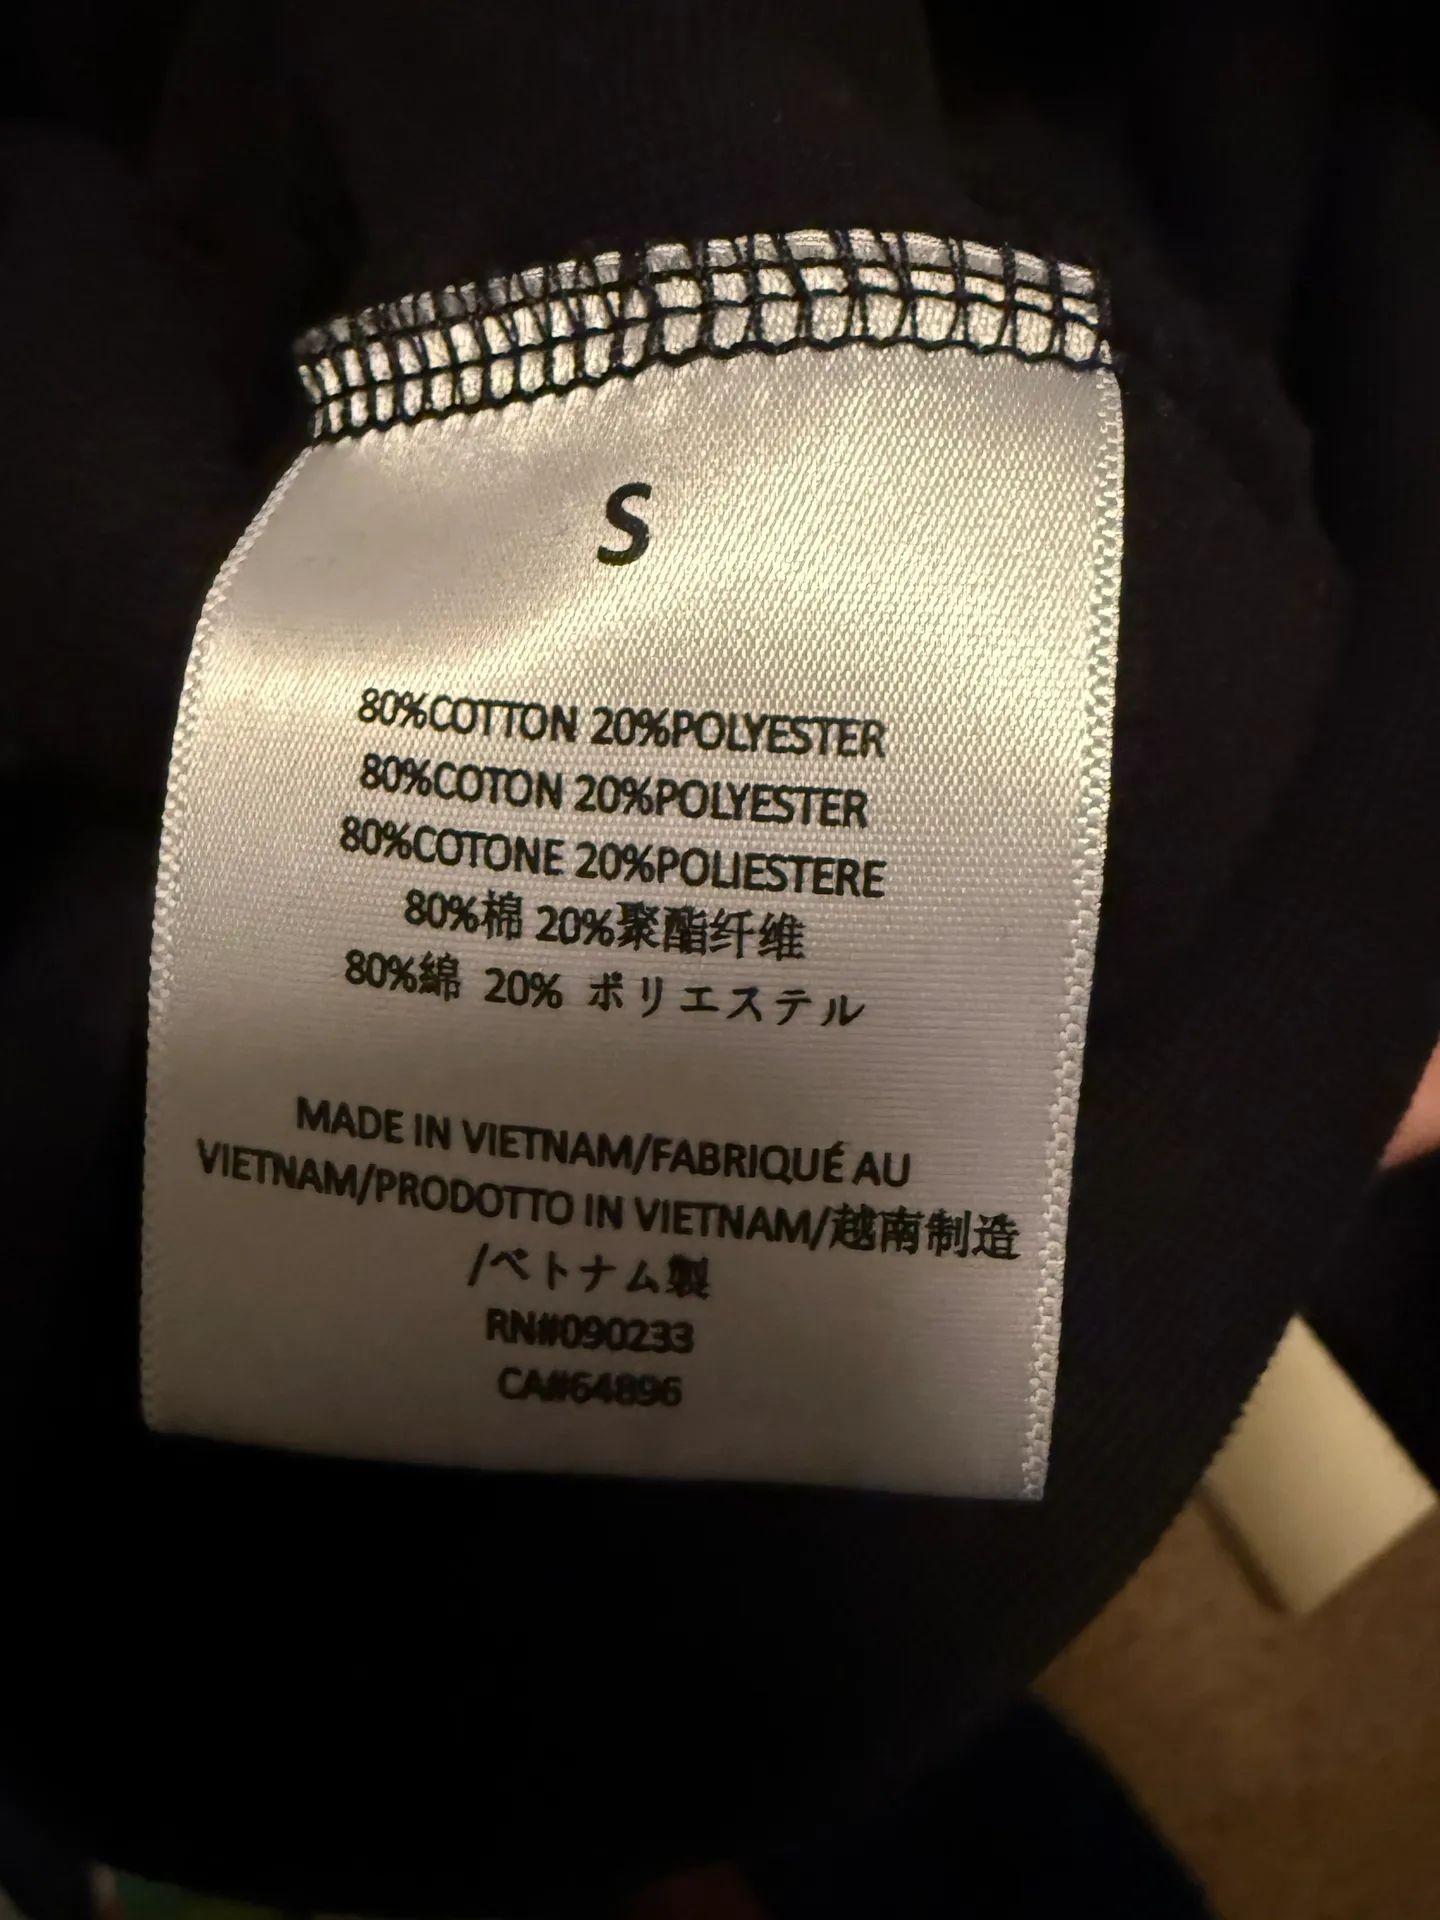 S
80%COTTON 20%POLYESTER
80%COTON 20%POLYESTER
80%COTONE 20%POLIESTERE
80%棉 20%聚酯纤维
80%綿 20% ポリエステル
MADE IN VIETNAM/FABRIQUÉ AU
VIETNAM/PRODOTTO IN VIETNAM/越南制造
/ベトナム製
RN#090233
CA#64896